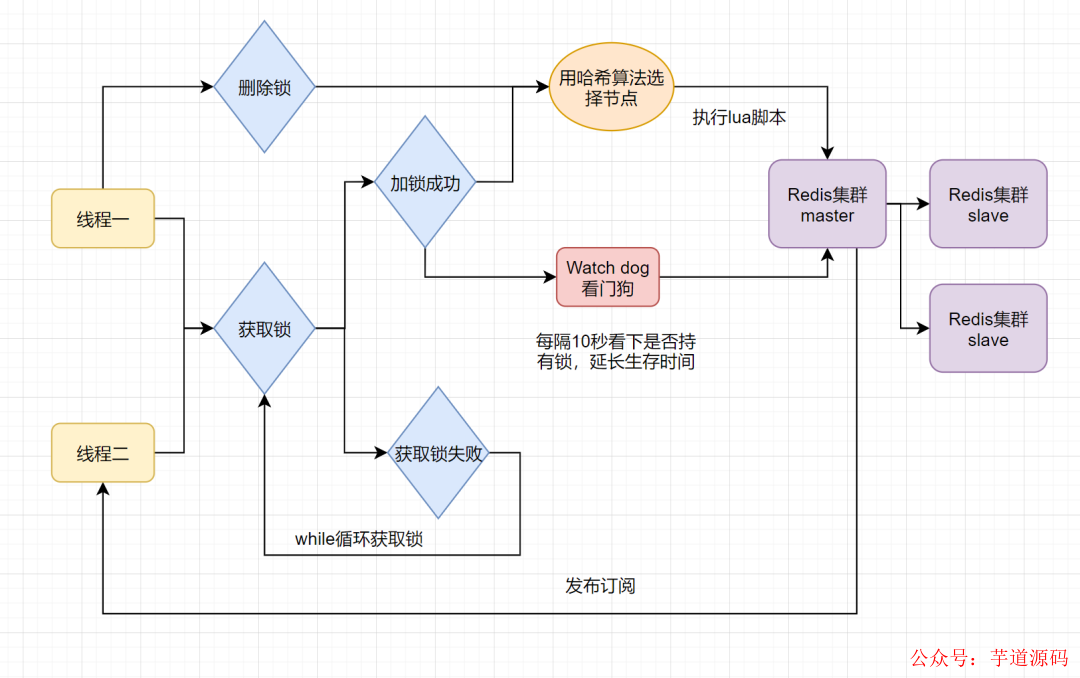 删除锁
用哈希算法选
择节点
执行lua脚本
加锁成功
线程一
Redis集群
master
Redis集群
slave
Watch dog
看门狗
获取锁
每隔10秒看下是否持
有锁，延长生存时间
Redis集群
slave
线程二
获取锁失败
while循环获取锁
发布订阅
公众号：芋道源码